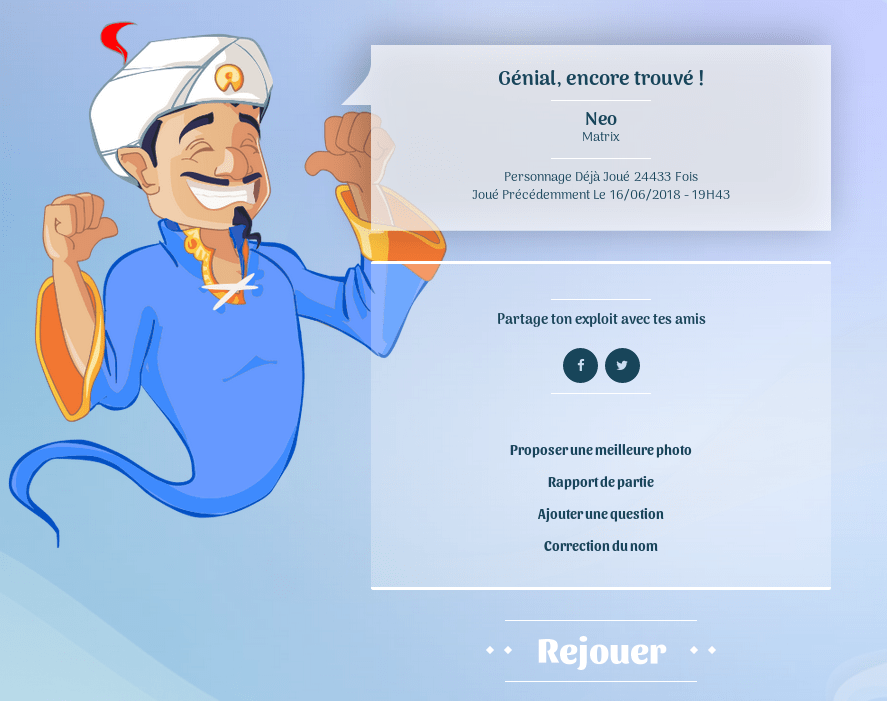 Génial, encore trouvé !
Neo
Matrix
Personnage Déjà Joué 24433 Fois
Joué Précédemment Le 16/06/2018 - 19H43
Partage ton exploit avec tes amis
Proposer une meilleure photo
Rapport de partie
Ajouter une question
Correction du nom
Rejouer